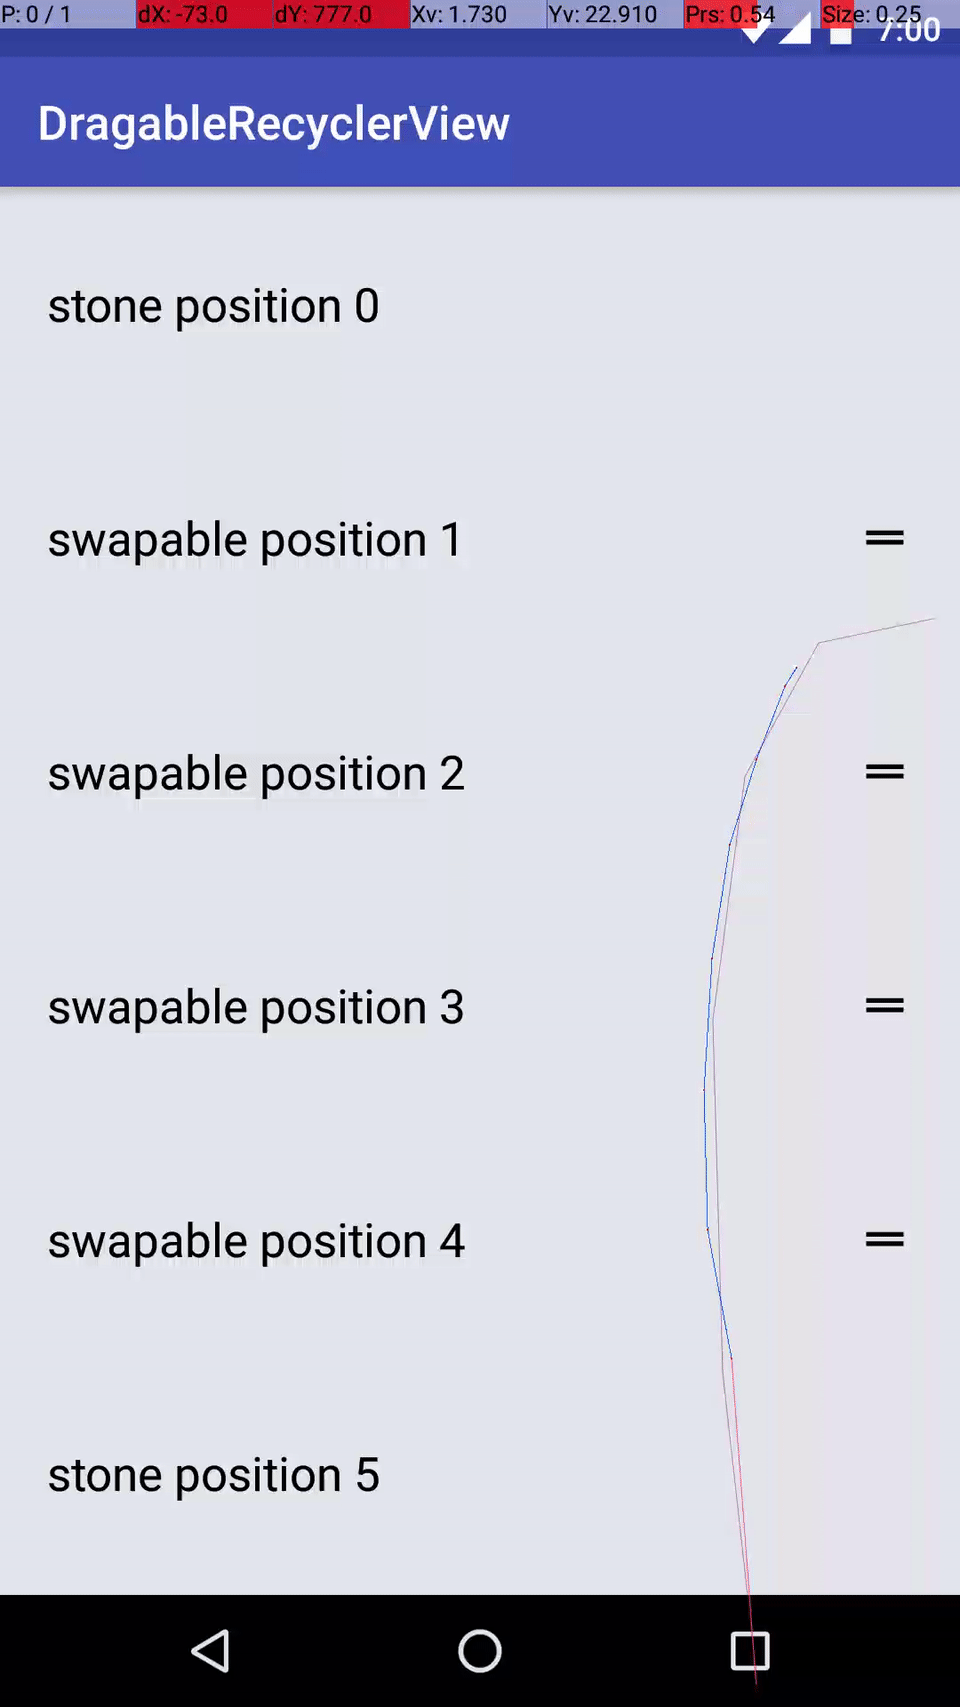 P: 0 / 1 dX: -73.0 dY: 777.0 Xv: 1.730 Yv: 22.910 Prs: 0.54 Size: 0.25
7:00
DragableRecyclerView
stone position 0
swapable position 1
swapable position 2
swapable position 3
swapable position 4
stone position 5